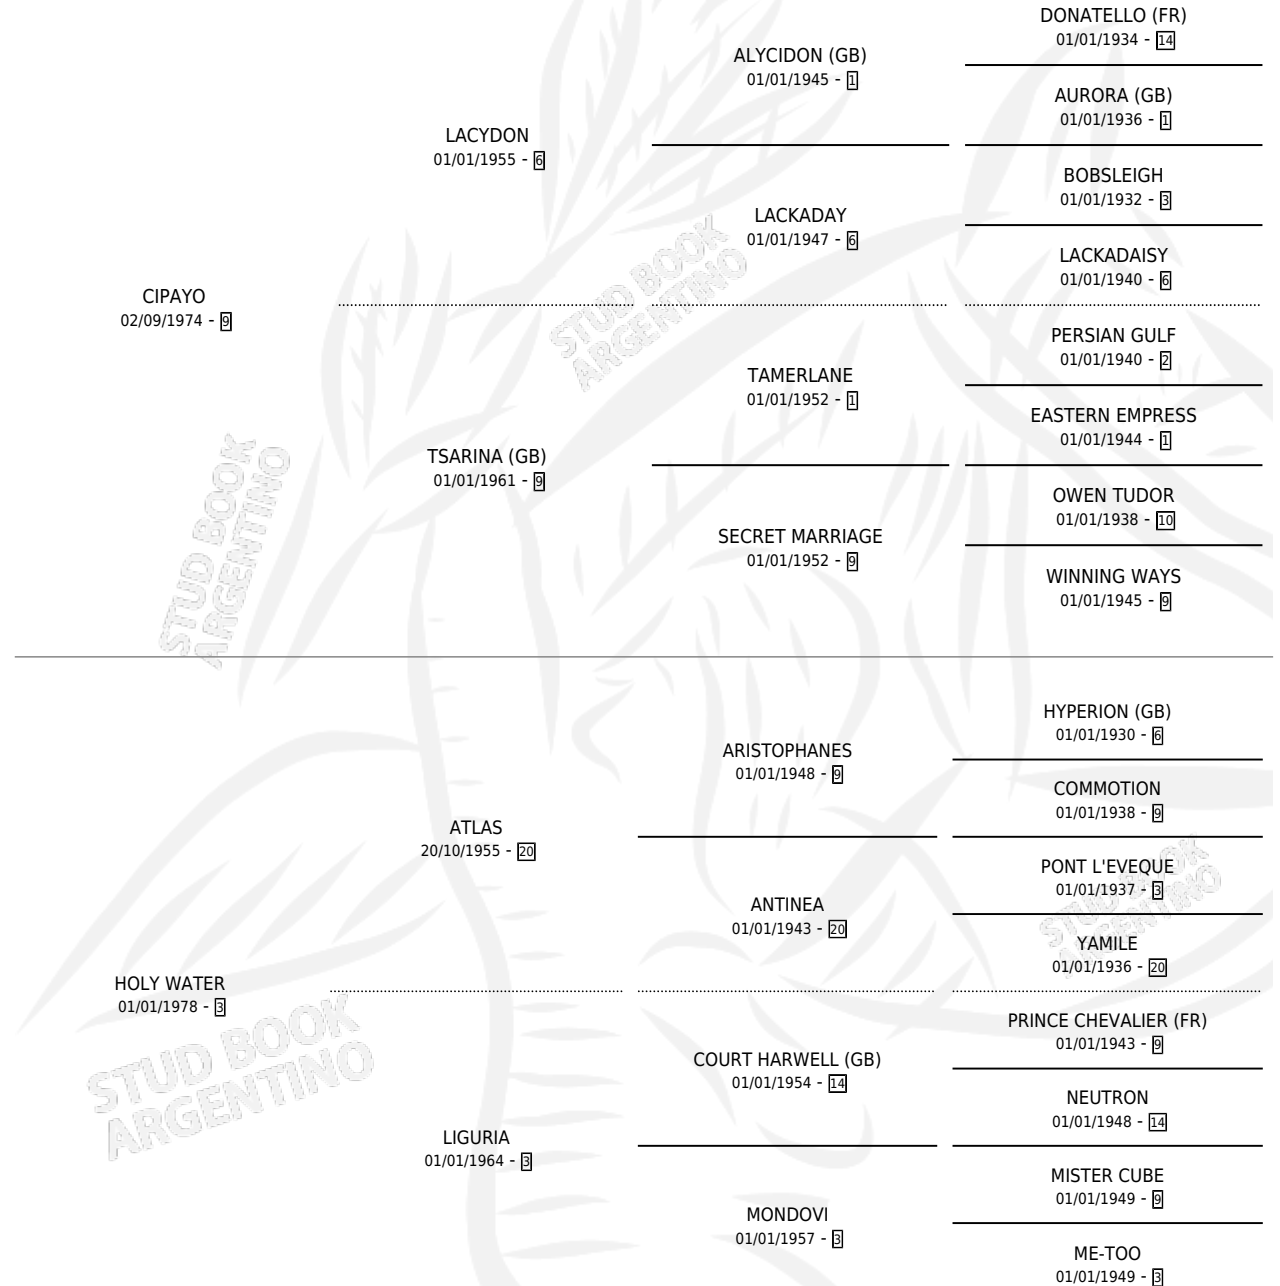 DONATELLO (FR)
01/01/1934 - 14
ALYCIDON (GB)
01/01/1945 - 1
AURORA (GB)
01/01/1936 - 1
LACYDON
01/01/1955 - 6
BOBSLEIGH
01/01/1932 - 3
LACKADAY
01/01/1947 - 6
LACKADAISY
01/01/1940 - 6
CIPAYO
02/09/1974 - 9
PERSIAN GULF
01/01/1940 - 2
TAMERLANE
01/01/1952 - 1
EASTERN EMPRESS
01/01/1944 - 1
TSARINA (GB)
01/01/1961 - 9
OWEN TUDOR
01/01/1938 - 10
SECRET MARRIAGE
01/01/1952 - 9
WINNING WAYS
01/01/1945 - 9
HYPERION (GB)
01/01/1930 - 6
ARISTOPHANES
01/01/1948 - 9
COMMOTION
01/01/1938 - 9
ATLAS
20/10/1955 - 20
PONT L'EVEQUE
01/01/1937 - 3
ANTINEA
01/01/1943 - 20
YAMILE
01/01/1936 - 20
HOLY WATER
01/01/1978 - 3
PRINCE CHEVALIER (FR)
01/01/1943 - 9
COURT HARWELL (GB)
01/01/1954 - 14
NEUTRON
01/01/1948 - 14
LIGURIA
01/01/1964 - 3
MISTER CUBE
01/01/1949 - 9
MONDOVI
01/01/1957 - 3
ME-TOO
01/01/1949 - 3
STUD BOOK
ARGENTINO
STUD BOOK
ARGENTINO
STUD BOOK
ARGENTINO
STUD BOOK
ARGENTINO